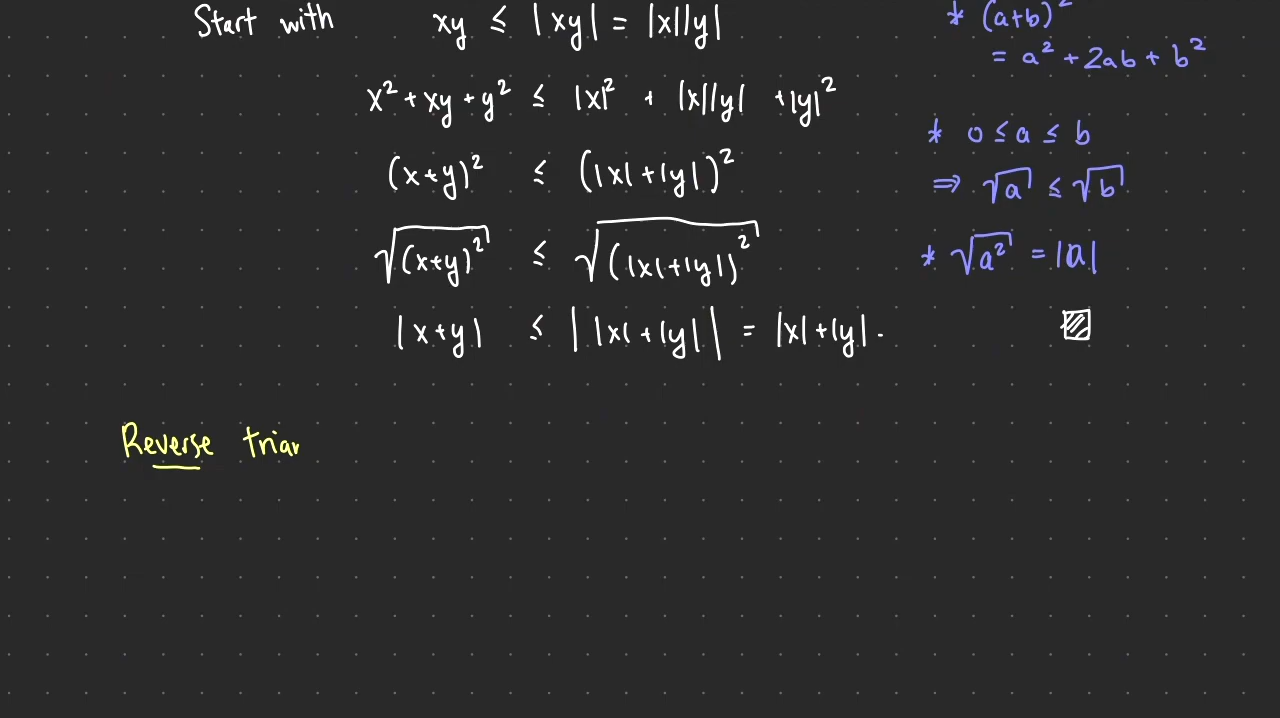 Start with xy ≤ |xy| = |x||y|
x² + xy + y² ≤ |x|² + |x||y| + |y|²
(x+y)² ≤ (|x| + |y|)²
√(x+y)² ≤ √(|x|+|y|)²
|x+y| ≤ ||x| + |y|| = |x|+|y|.
* (a+b)²
= a² + 2ab + b²
* 0 ≤ a ≤ b
⇒ √a ≤ √b
* √a² = |a|
Reverse trian